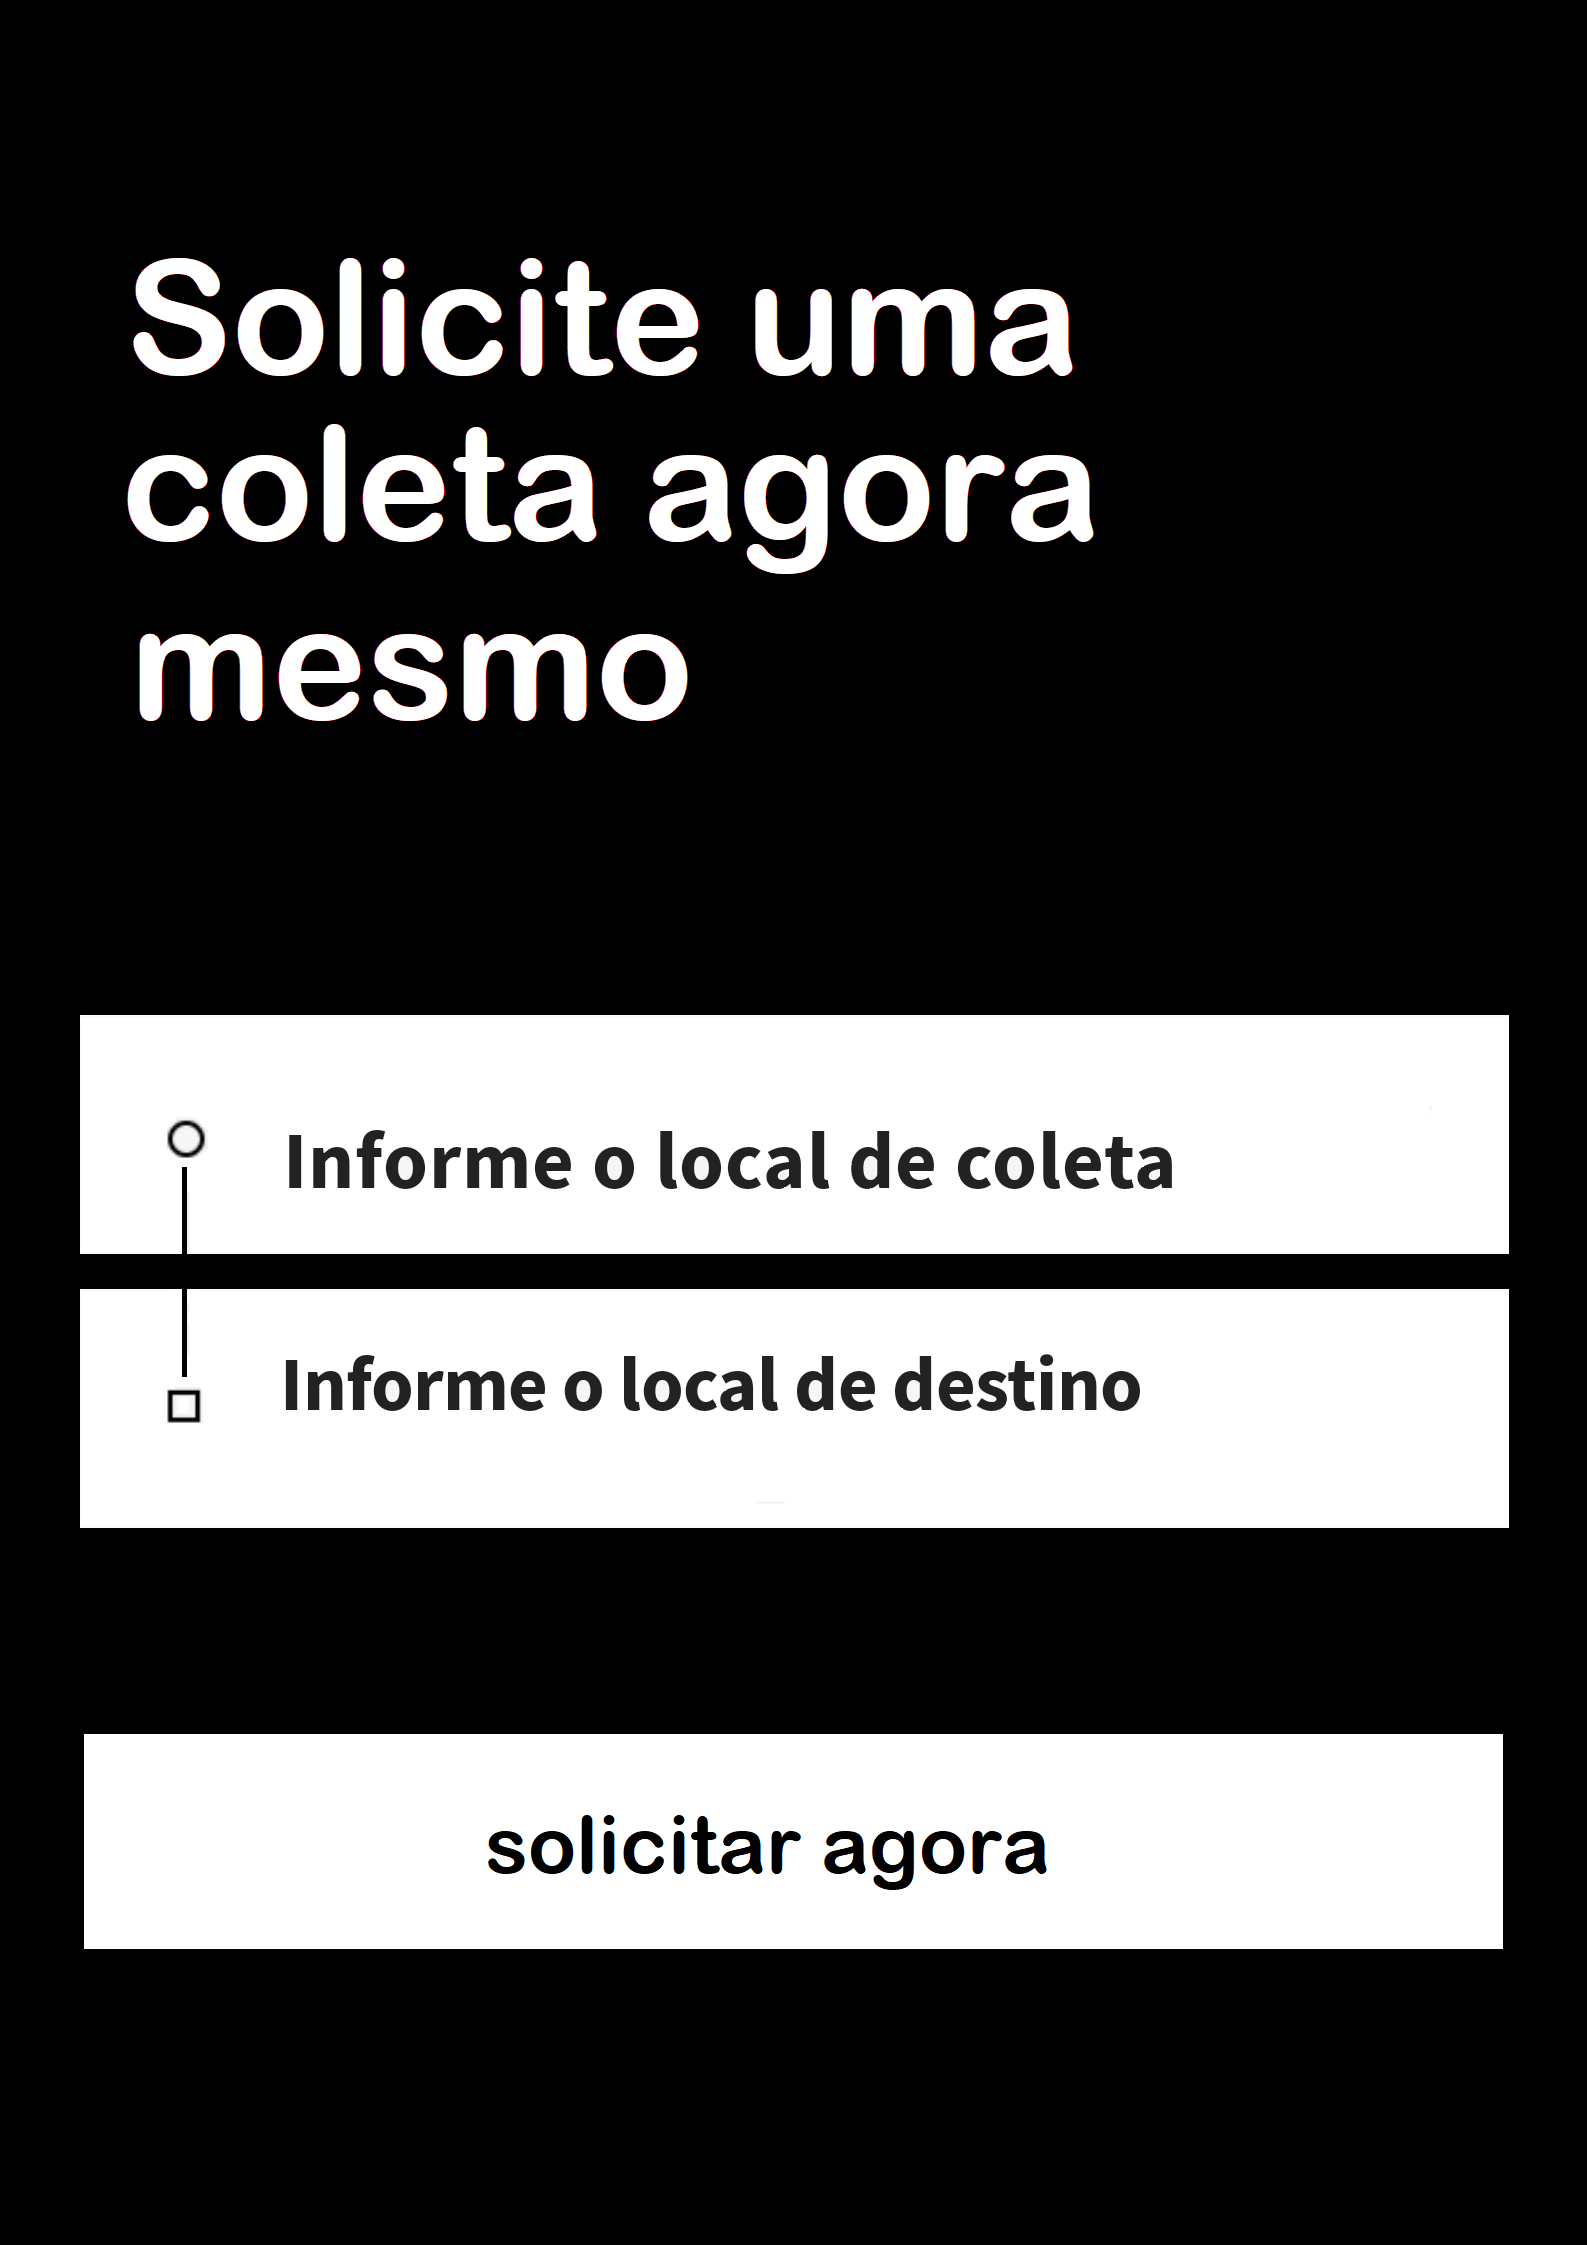 Solicite uma
coleta agora
mesmo
Informe o local de coleta
Informe o local de destino
solicitar agora